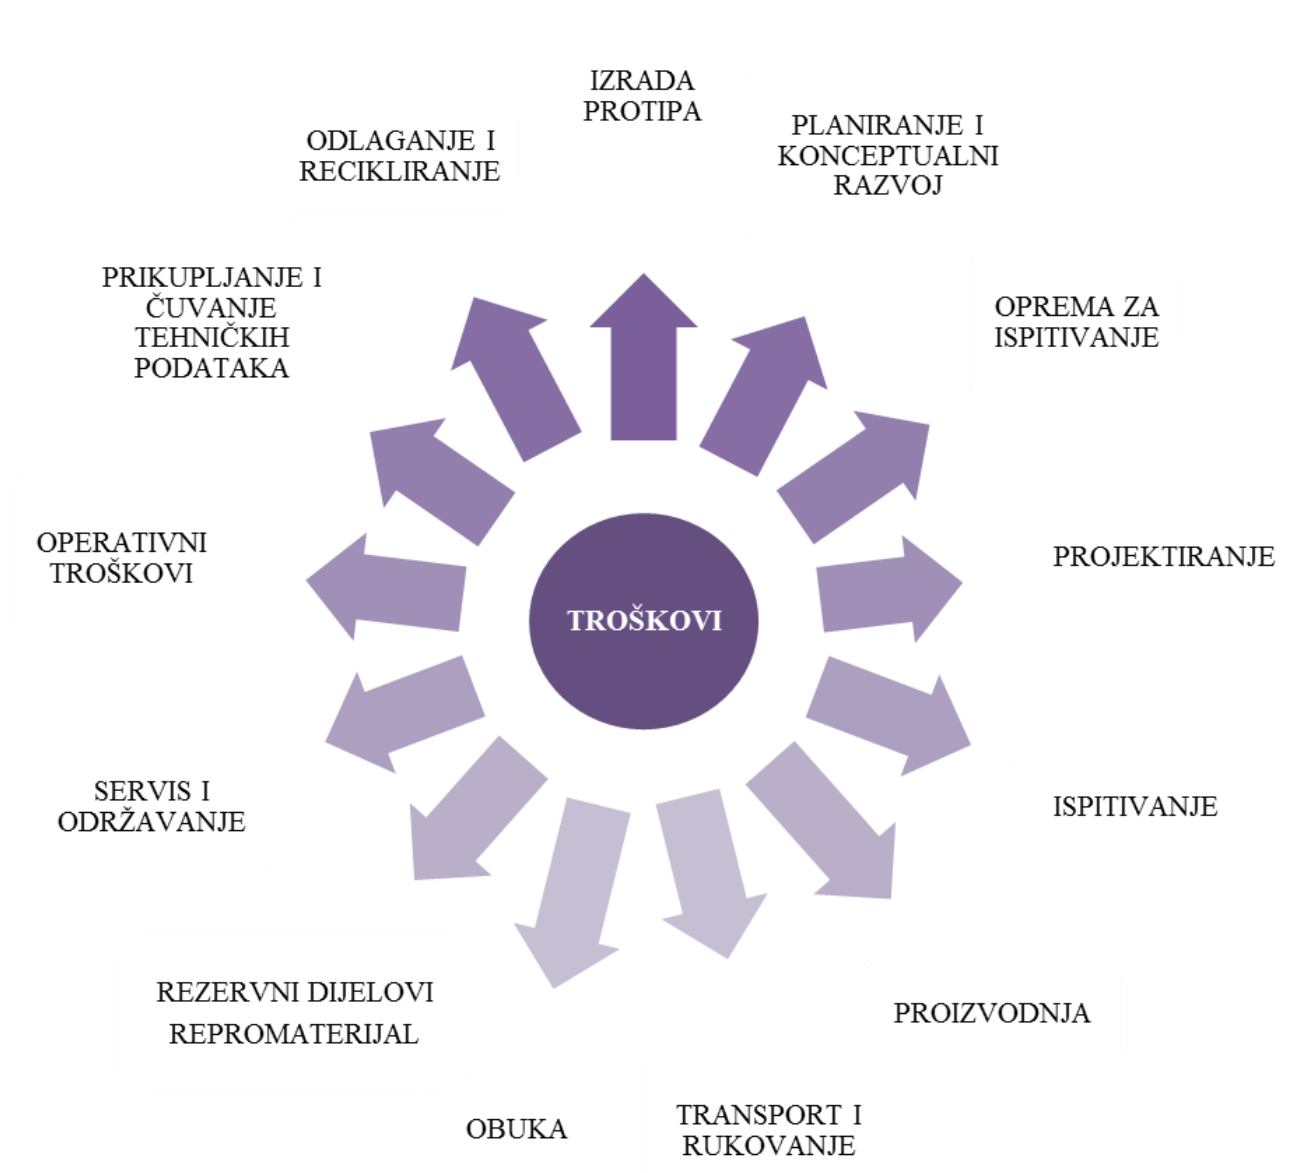 IZRADA
PROTIPA
PLANIRANJE I
KONCEPTUALNI
RAZVOJ
ODLAGANJE I
RECIKLIRANJE
PRIKUPLJANJE I
ČUVANJE
TEHNIČKIH
PODATAKA
OPREMA ZA
ISPITIVANJE
OPERATIVNI
TROŠKOVI
PROJEKTIRANJE
TROŠKOVI
SERVIS I
ODRŽAVANJE
ISPITIVANJE
REZERVNI DIJELOVI
REPROMATERIJAL
PROIZVODNJA
OBUKA
TRANSPORT I
RUKOVANJE